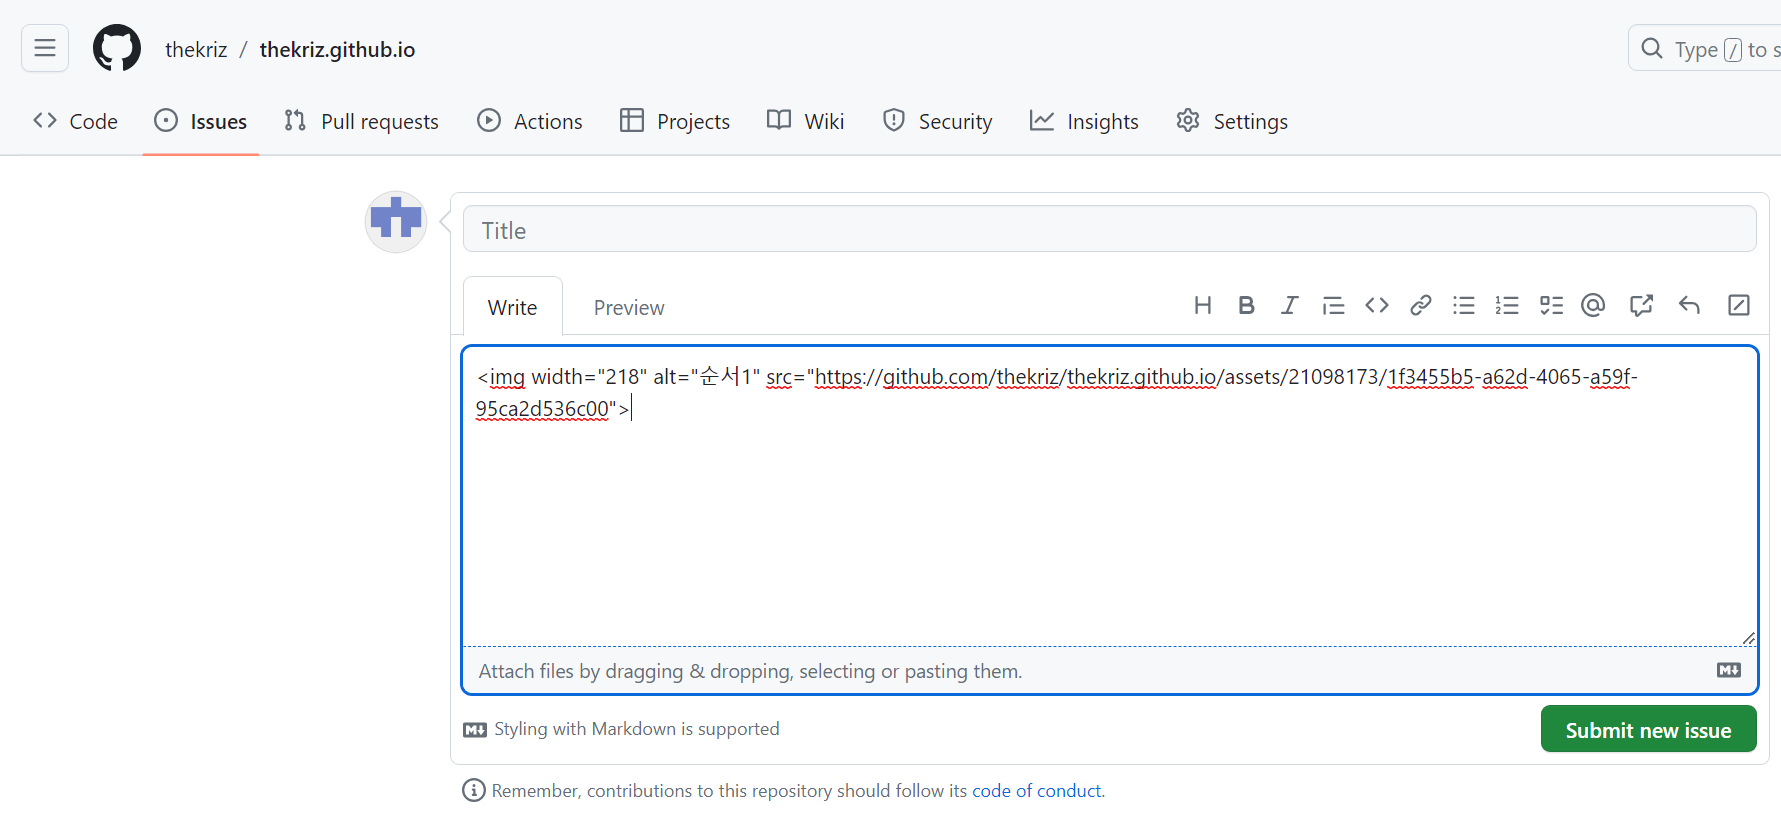 thekriz / thekriz.github.io
Type / to s
Code Issues Pull requests Actions Projects Wiki Security Insights Settings
Title
Write Preview
<img width="218" alt="순서1" src="https://github.com/thekriz/thekriz.github.io/assets/21098173/1f3455b5-a62d-4065-a59f-
95ca2d536c00">
Attach files by dragging & dropping, selecting or pasting them.
Styling with Markdown is supported
Submit new issue
Remember, contributions to this repository should follow its code of conduct.